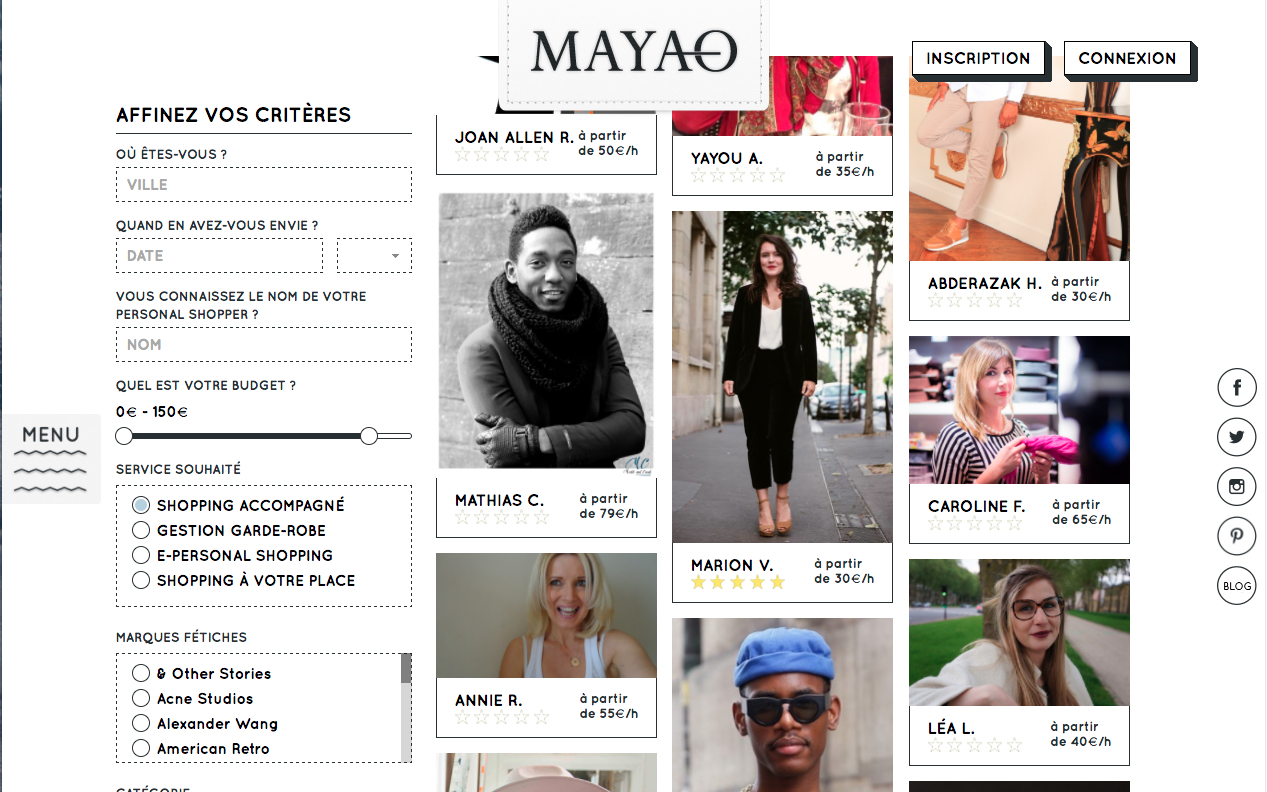 MAYAO
INSCRIPTION
CONNEXION
AFFINEZ VOS CRITÈRES
OÙ ÊTES-VOUS ?
VILLE
QUAND EN AVEZ-VOUS ENVIE ?
DATE
VOUS CONNAISSEZ LE NOM DE VOTRE
PERSONAL SHOPPER ?
NOM
QUEL EST VOTRE BUDGET ?
0€ - 150€
MENU
SERVICE SOUHAITÉ
SHOPPING ACCOMPAGNÉ
GESTION GARDE-ROBE
E-PERSONAL SHOPPING
SHOPPING À VOTRE PLACE
MARQUES FÉTICHES
& Other Stories
Acne Studios
Alexander Wang
American Retro
CATÉGORIE
JOAN ALLEN R.
à partir
de 50€/h
MATHIAS C.
à partir
de 79€/h
ANNIE R.
à partir
de 55€/h
YAYOU A.
à partir
de 35€/h
MARION V.
à partir
de 30€/h
ABDERAZAK H.
à partir
de 30€/h
CAROLINE F.
à partir
de 65€/h
LÉA L.
à partir
de 40€/h
BLOG